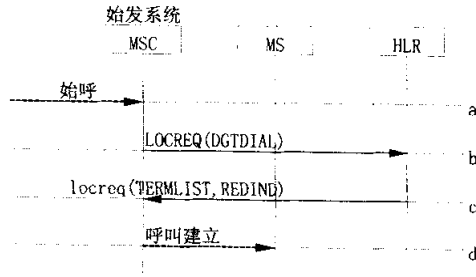 始发系统
MSC MS HLR
始呼
a
LOCREQ(DGTDIAL)
b
locreq(TERMLIST,REDIND)
c
呼叫建立
d